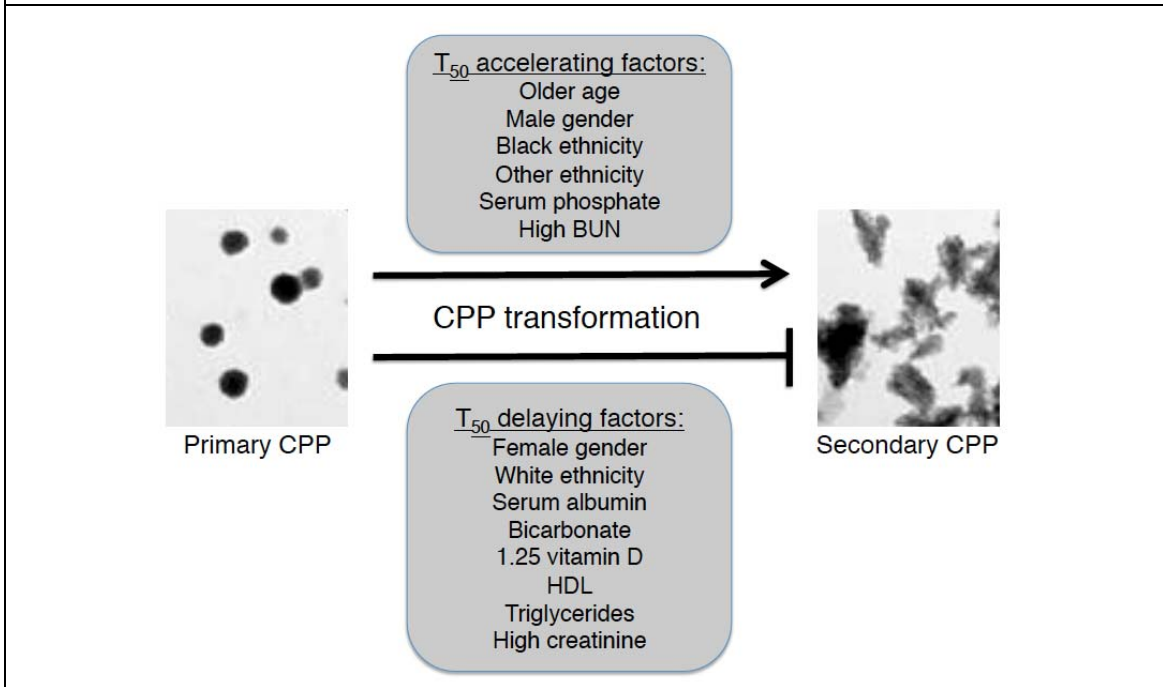 T50 accelerating factors:
Older age
Male gender
Black ethnicity
Other ethnicity
Serum phosphate
High BUN
CPP transformation
Primary CPP
Secondary CPP
T50 delaying factors:
Female gender
White ethnicity
Serum albumin
Bicarbonate
1.25 vitamin D
HDL
Triglycerides
High creatinine